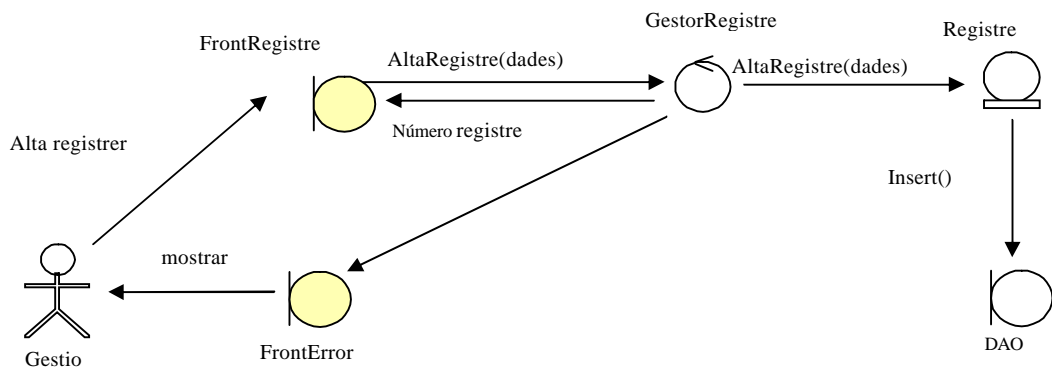 GestorRegistre
Registre
FrontRegistre
AltaRegistre(dades)
AltaRegistre(dades)
Número registre
Alta registrer
Insert()
mostrar
DAO
FrontError
Gestio